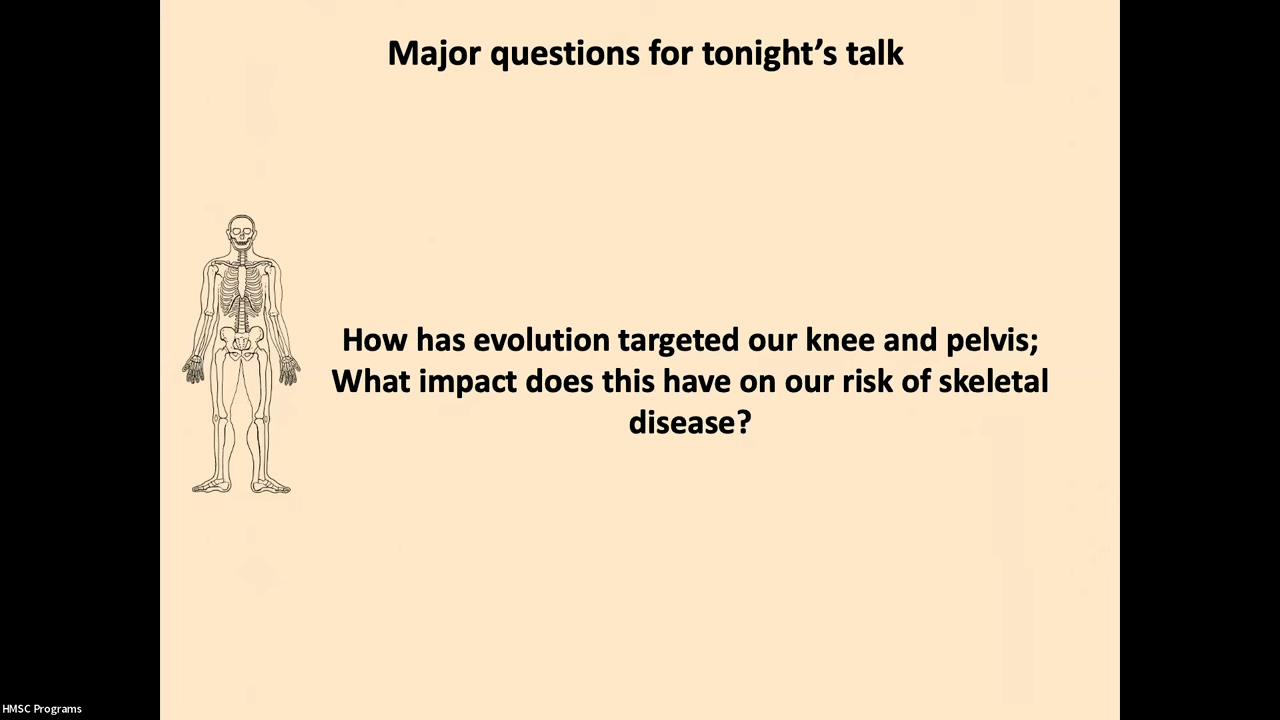 Major questions for tonight’s talk
How has evolution targeted our knee and pelvis;
What impact does this have on our risk of skeletal
disease?
HMSC Programs